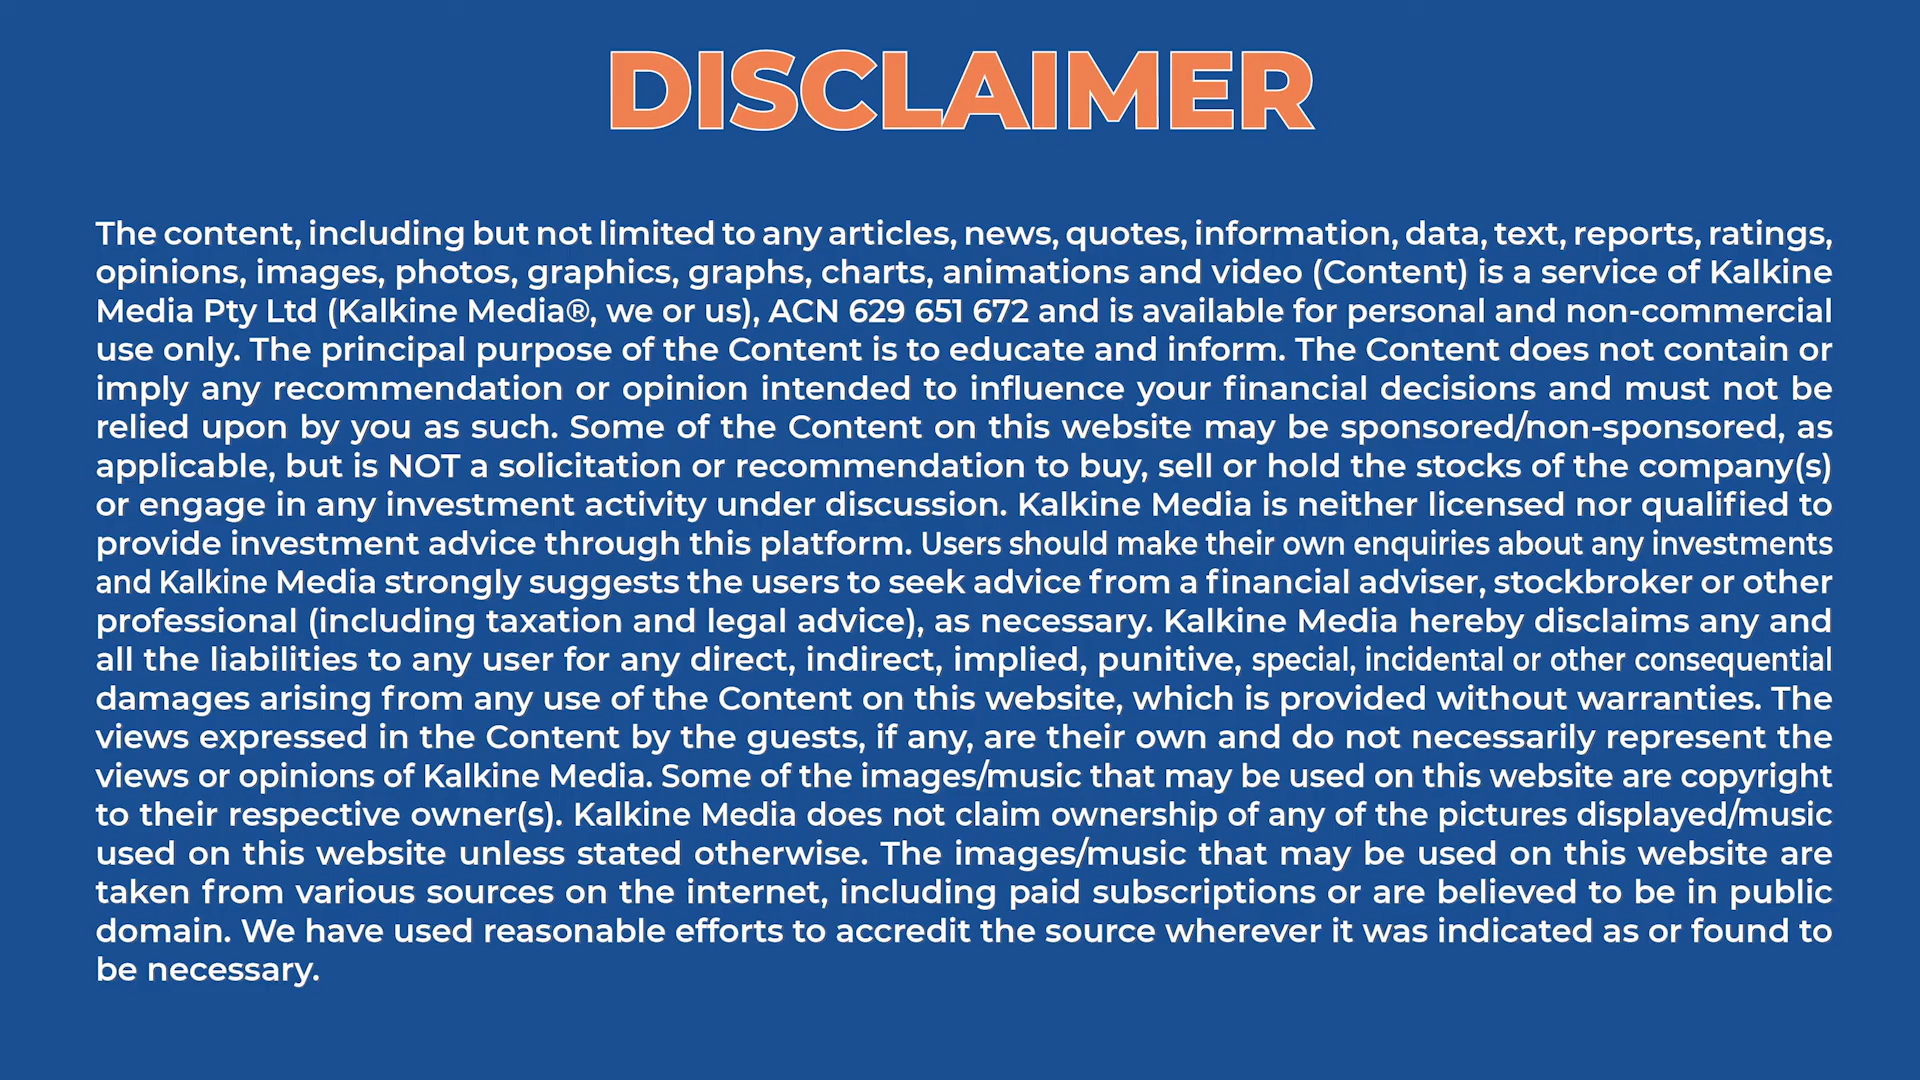 DISCLAIMER
The content, including but not limited to any articles, news, quotes, information, data, text, reports, ratings,
opinions, images, photos, graphics, graphs, charts, animations and video (Content) is a service of Kalkine
Media Pty Ltd (Kalkine Media®, we or us), ACN 629 651 672 and is available for personal and non-commercial
use only. The principal purpose of the Content is to educate and inform. The Content does not contain or
imply any recommendation or opinion intended to influence your financial decisions and must not be
relied upon by you as such. Some of the Content on this website may be sponsored/non-sponsored, as
applicable, but is NOT a solicitation or recommendation to buy, sell or hold the stocks of the company(s)
or engage in any investment activity under discussion. Kalkine Media is neither licensed nor qualified to
provide investment advice through this platform. Users should make their own enquiries about any investments
and Kalkine Media strongly suggests the users to seek advice from a financial adviser, stockbroker or other
professional (including taxation and legal advice), as necessary. Kalkine Media hereby disclaims any and
all the liabilities to any user for any direct, indirect, implied, punitive, special, incidental or other consequential
damages arising from any use of the Content on this website, which is provided without warranties. The
views expressed in the Content by the guests, if any, are their own and do not necessarily represent the
views or opinions of Kalkine Media. Some of the images/music that may be used on this website are copyright
to their respective owner(s). Kalkine Media does not claim ownership of any of the pictures displayed/music
used on this website unless stated otherwise. The images/music that may be used on this website are
taken from various sources on the internet, including paid subscriptions or are believed to be in public
domain. We have used reasonable efforts to accredit the source wherever it was indicated as or found to
be necessary.